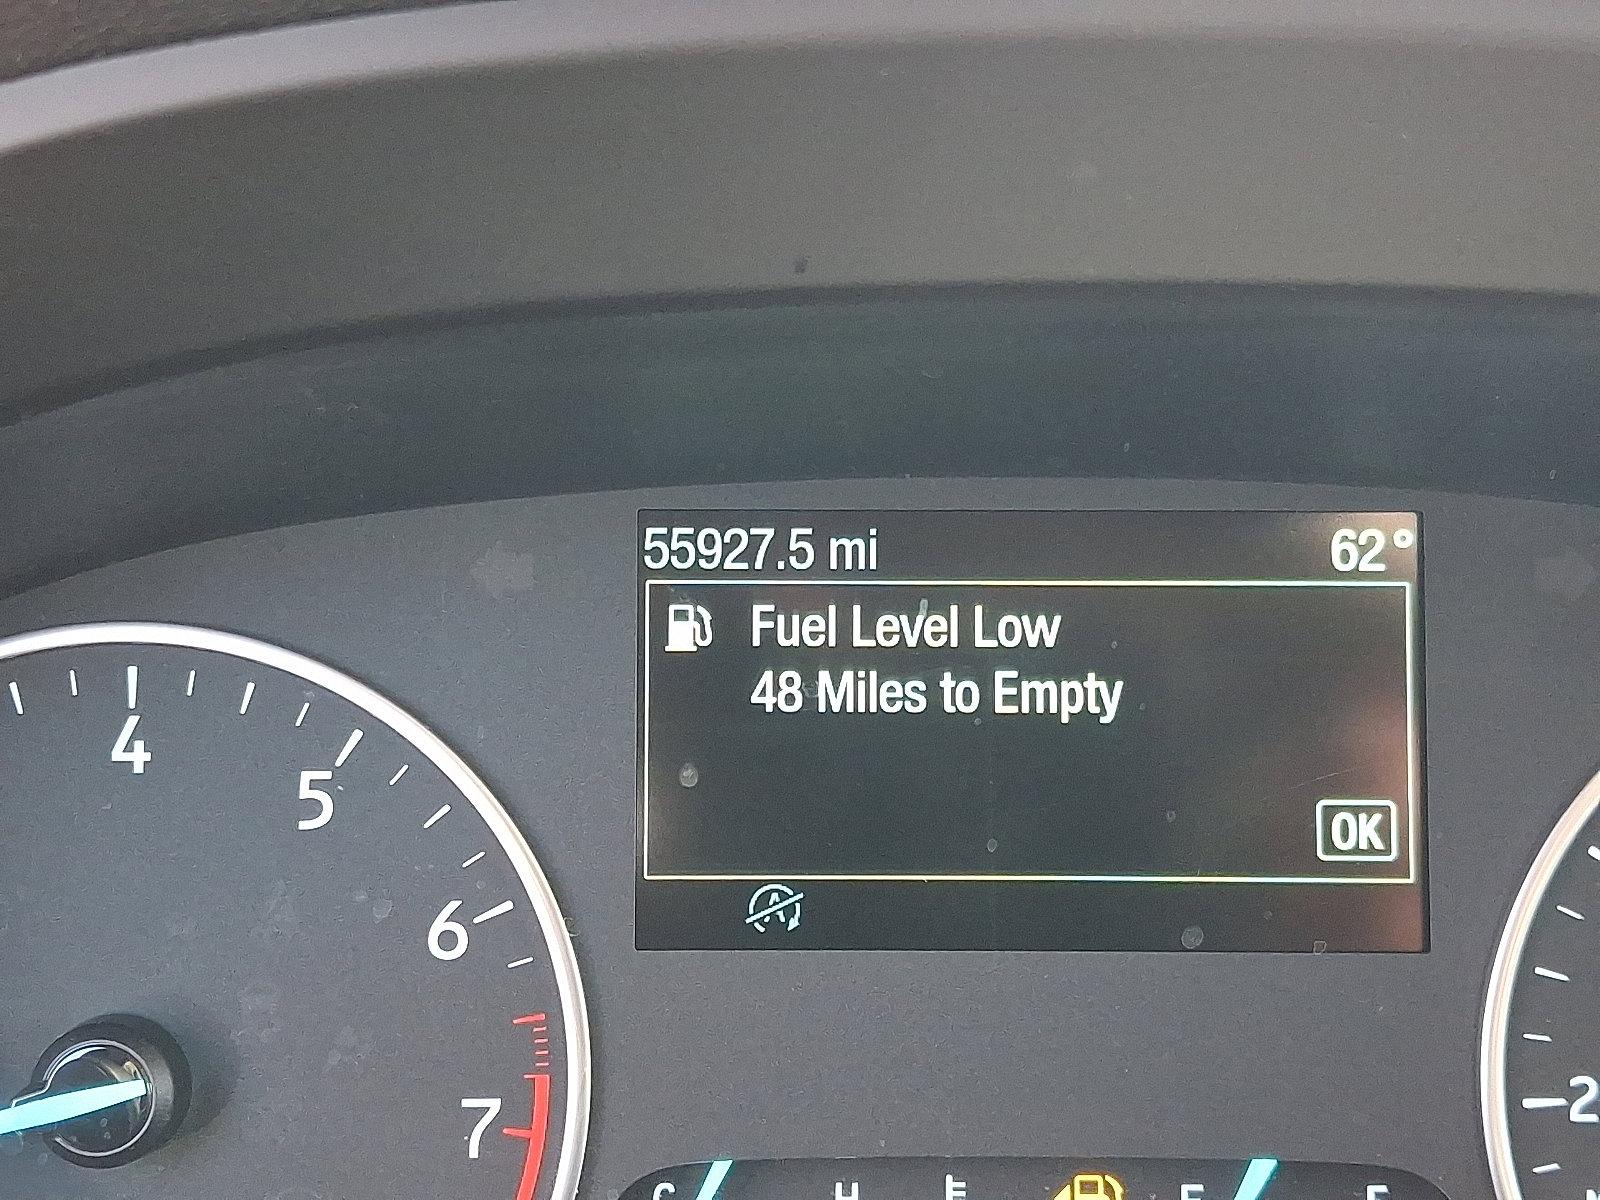 55927.5 mi 62°
Fuel Level Low
48 Miles to Empty
OK
A
4
5
6
7
2
C H E F